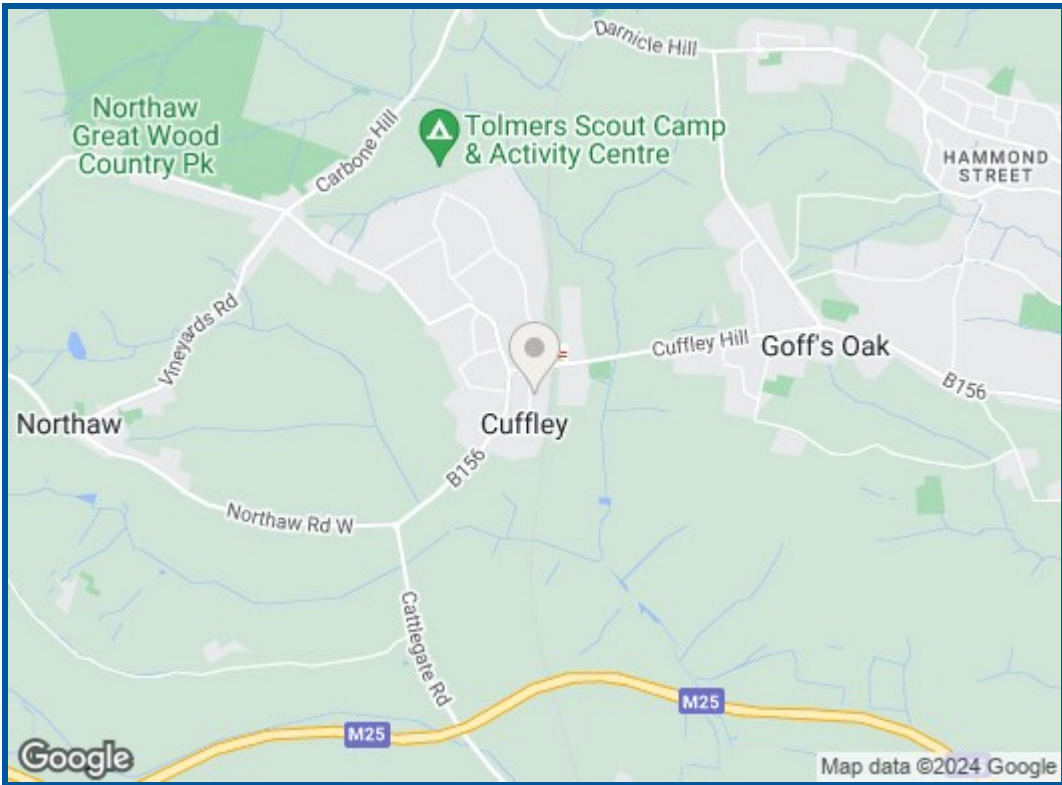 Darnicle Hill
Northaw
Great Wood
Country Pk
Carbone Hill
Tolmers Scout Camp
& Activity Centre
HAMMOND
STREET
Vineyards Rd
Cuffley Hill
Goff's Oak
B156
Northaw
Cuffley
B156
Northaw Rd W
Cattlegate Rd
M25
M25
Google
Map data ©2024 Google